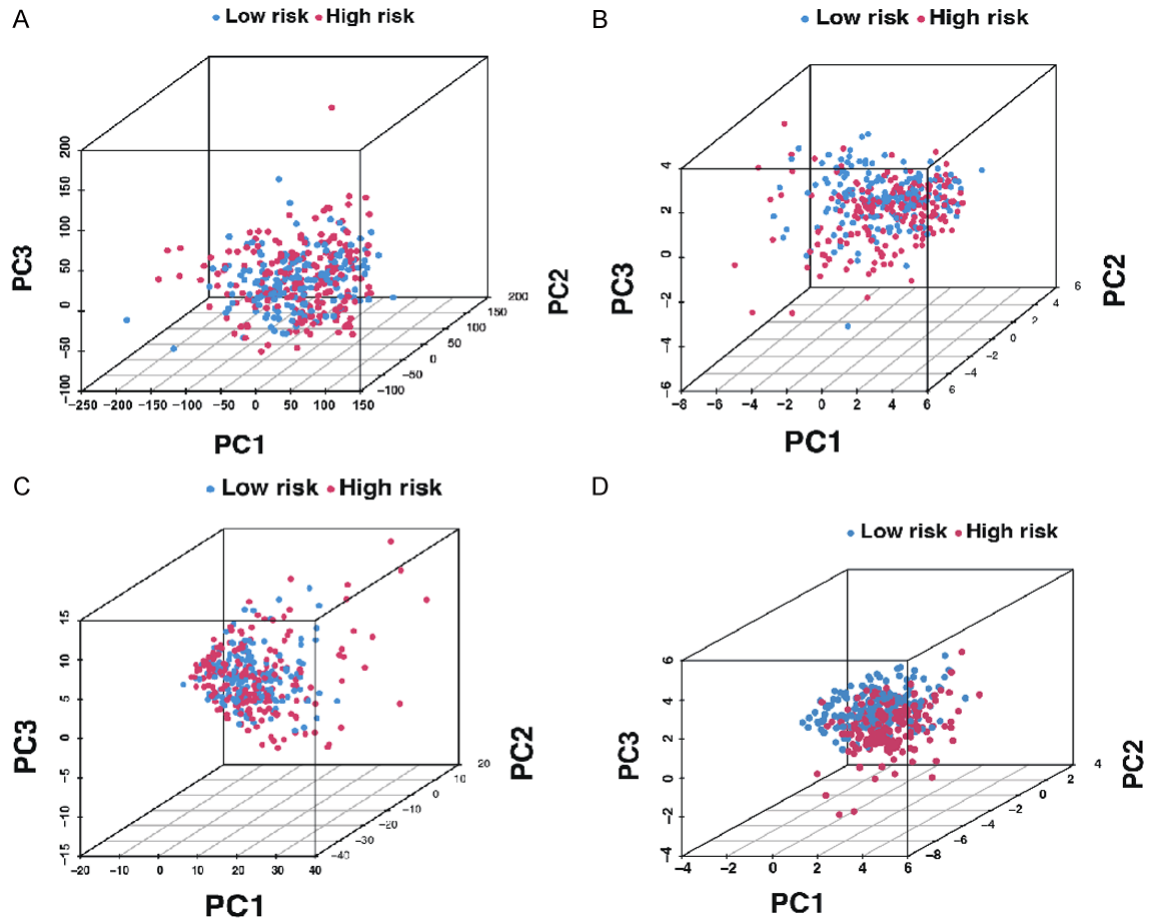 A
Low risk High risk
PC3
200
150
100
50
0
−50
−100
−250 −200 −150 −100 −50 0 50 100 150
PC1
−100
−50
0
50
100
150
200
PC2
B
Low risk High risk
PC3
4
2
0
−2
−4
−6
−8 −6 −4 −2 0 2 4 6
PC1
6
−4
−2
0
2
4
6
PC2
C
Low risk High risk
PC3
15
10
5
0
−5
−10
−15
−20 −10 0 10 20 30 40
PC1
−40
−30
−20
−10
0
10
20
PC2
D
Low risk High risk
PC3
6
4
2
0
−2
−4
−4 −2 0 2 4 6
PC1
−8
−6
−4
−2
0
2
4
PC2